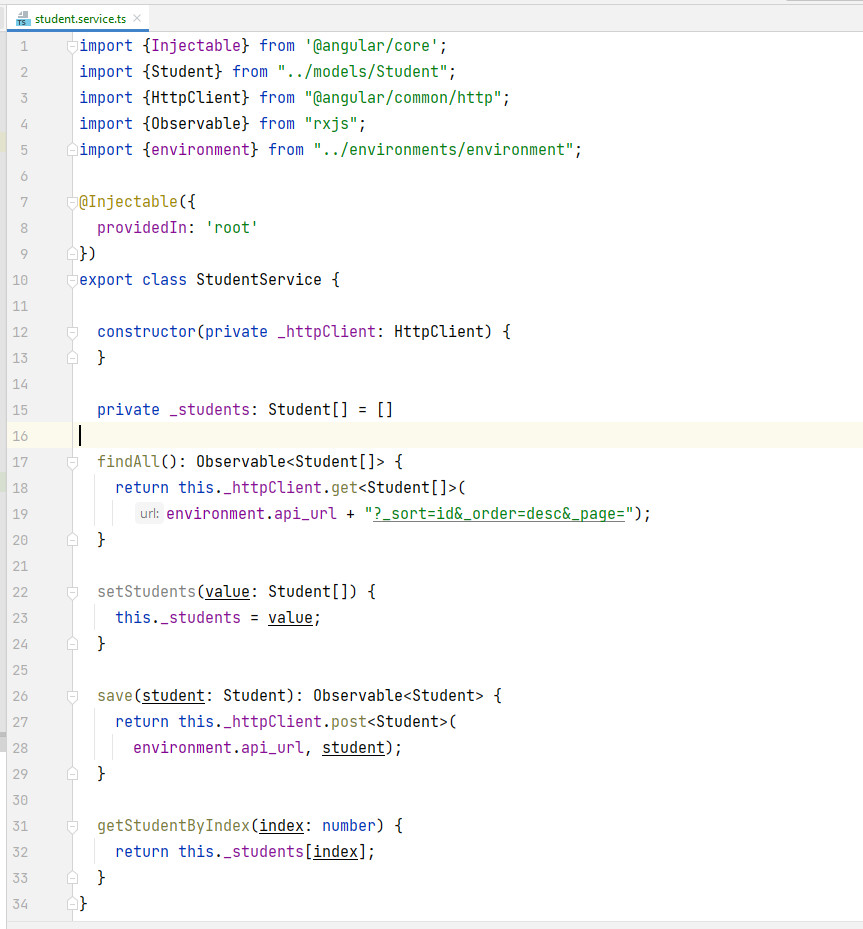 student.service.ts
1 import {Injectable} from '@angular/core';
2 import {Student} from "../models/Student";
3 import {HttpClient} from "@angular/common/http";
4 import {Observable} from "rxjs";
5 import {environment} from "../environments/environment";
6
7 @Injectable({
8   providedIn: 'root'
9 })
10 export class StudentService {
11
12   constructor(private _httpClient: HttpClient) {
13   }
14
15   private _students: Student[] = []
16
17   findAll(): Observable<Student[]> {
18     return this._httpClient.get<Student[]>(
19       url: environment.api_url + "?_sort=id&_order=desc&_page=");
20   }
21
22   setStudents(value: Student[]) {
23     this._students = value;
24   }
25
26   save(student: Student): Observable<Student> {
27     return this._httpClient.post<Student>(
28       environment.api_url, student);
29   }
30
31   getStudentByIndex(index: number) {
32     return this._students[index];
33   }
34 }